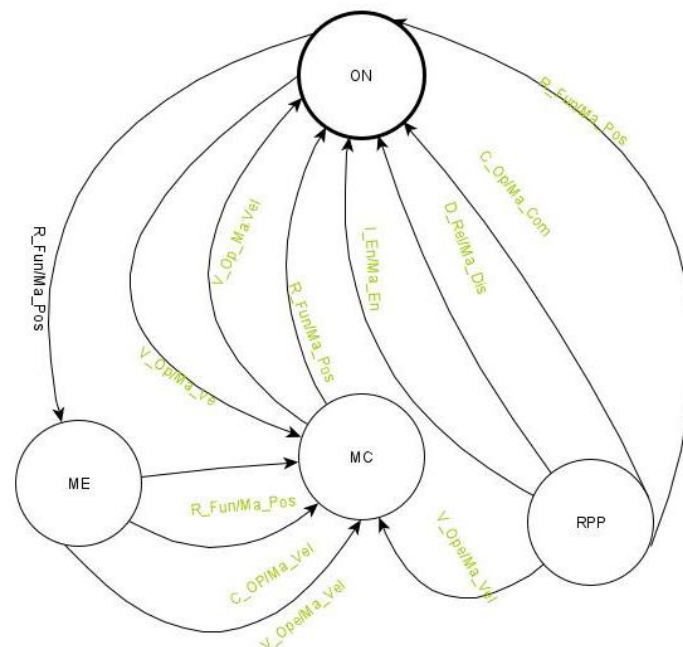 ON
R_Fun/Ma_Pos
C_Op/Ma_Com
V_Op_MaVel
D_Rel/Ma_Dis
I_En/Ma_En
R_Fun/Ma_Pos
R_Fun/Ma_Pos
V_Op/Ma_Ve
MC
ME
R_Fun/Ma_Pos
RPP
C_OP/Ma_Vel
V_Ope/Ma_Vel
V_Ope/Ma_Vel